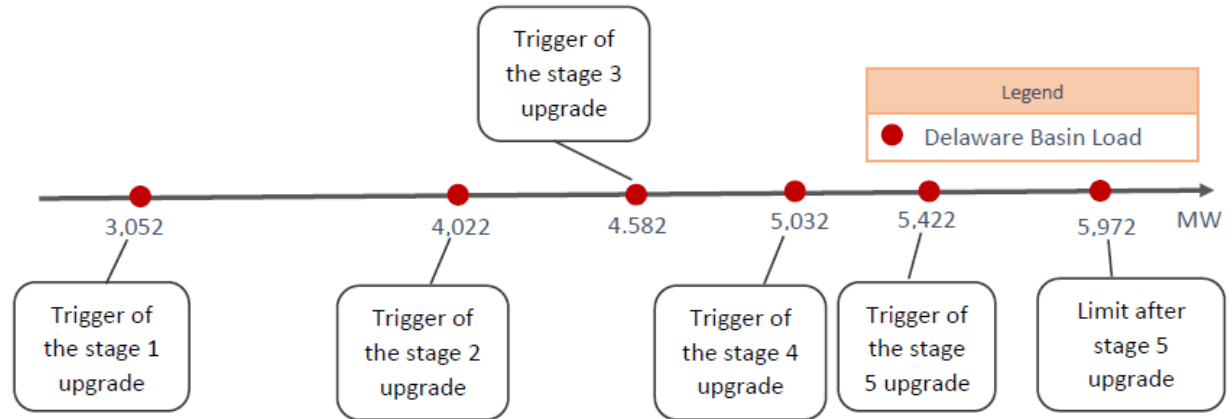 Trigger of
the stage 3
upgrade
Legend
Delaware Basin Load
3,052
4,022
4.582
5,032
5,422
5,972
MW
Trigger of
the stage 1
upgrade
Trigger of
the stage 2
upgrade
Trigger of
the stage 4
upgrade
Trigger of
the stage
5 upgrade
Limit after
stage 5
upgrade